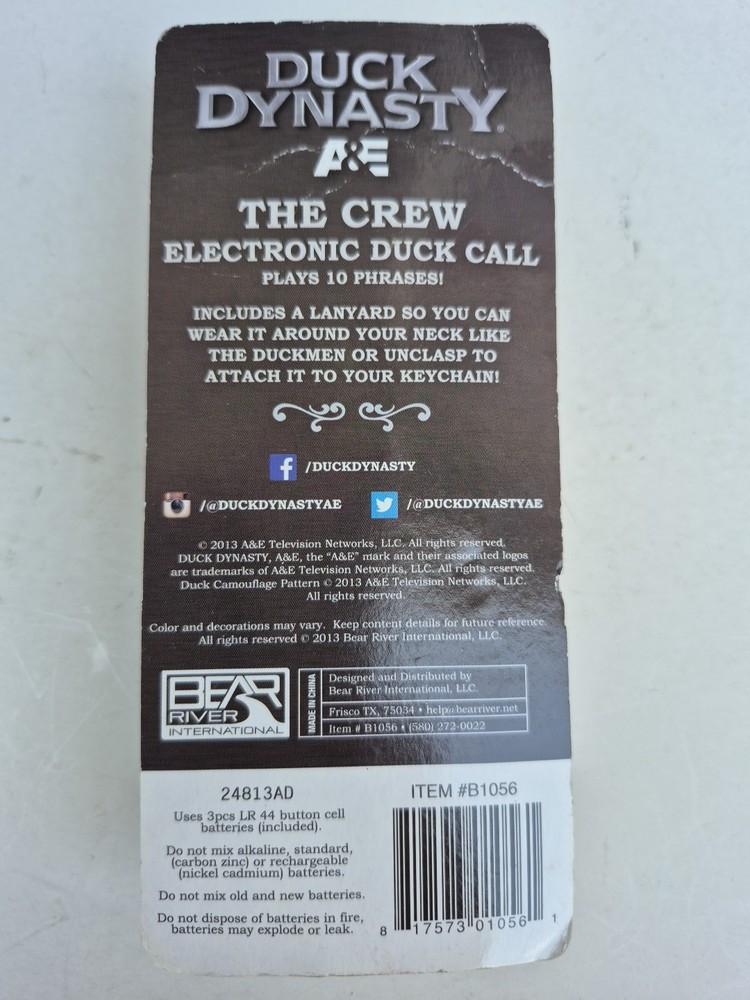 DUCK
DYNASTY®
A&E
THE CREW
ELECTRONIC DUCK CALL
PLAYS 10 PHRASES!
INCLUDES A LANYARD SO YOU CAN
WEAR IT AROUND YOUR NECK LIKE
THE DUCKMEN OR UNCLASP TO
ATTACH IT TO YOUR KEYCHAIN!
f /DUCKDYNASTY
/@DUCKDYNASTYAE /@DUCKDYNASTYAE
© 2013 A&E Television Networks, LLC. All rights reserved.
DUCK DYNASTY, A&E, the "A&E" mark and their associated logos
are trademarks of A&E Television Networks, LLC. All rights reserved.
Duck Camouflage Pattern © 2013 A&E Television Networks, LLC.
All rights reserved.
Color and decorations may vary. Keep content details for future reference.
All rights reserved © 2013 Bear River International, LLC.
BEAR
RIVER
INTERNATIONAL
MADE IN CHINA
Designed and Distributed by
Bear River International, LLC.
Frisco TX, 75034 • help@bearriver.net
Item # B1056 • (580) 272-0022
24813AD
Uses 3pcs LR 44 button cell
batteries (included).
Do not mix alkaline, standard,
(carbon zinc) or rechargeable
(nickel cadmium) batteries.
Do not mix old and new batteries.
Do not dispose of batteries in fire,
batteries may explode or leak.
ITEM #B1056
8 17573 01056 1